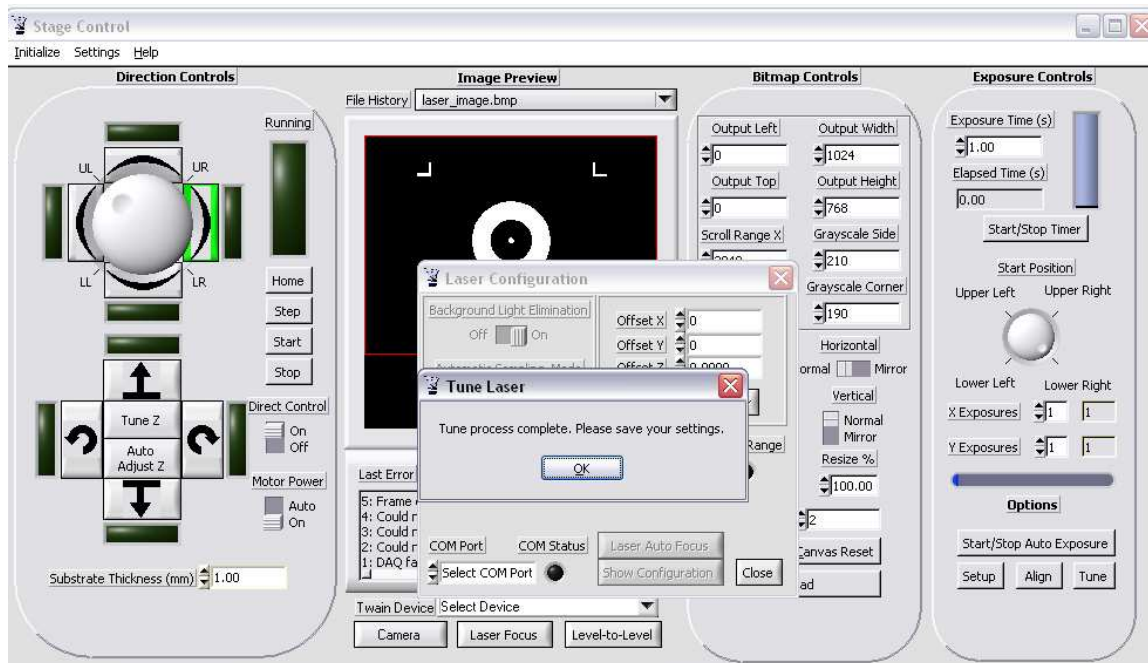 Stage Control
Initialize Settings Help
Direction Controls
Running
UL
UR
LL
LR
Home
Step
Start
Stop
Tune Z
Auto
Adjust Z
Direct Control
On
Off
Motor Power
Auto
On
Substrate Thickness (mm) 1.00
Image Preview
File History laser_image.bmp
Last Error
5: Frame
4: Could
3: Could
2: Could
1: DAQ
Twain Device Select Device
Camera Laser Focus Level-to-Level
Laser Configuration
Background Light Elimination
Off On
Offset X 0
Offset Y 0
Offset Z 0.0000
Automatic Sampling Mode
Range
Tune Laser
Tune process complete. Please save your settings.
OK
COM Port COM Status
Select COM Port
Laser Auto Focus
Show Configuration
Close
Bitmap Controls
Output Left Output Width
0 1024
Output Top Output Height
0 768
Scroll Range X Grayscale Side
210
Grayscale Corner
190
Horizontal
Mirror
Vertical
Normal
Mirror
Resize %
100.00
2
Canvas Reset
Exposure Controls
Exposure Time (s)
1.00
Elapsed Time (s)
0.00
Start/Stop Timer
Start Position
Upper Left Upper Right
Lower Left Lower Right
X Exposures 1 1
Y Exposures 1 1
Options
Start/Stop Auto Exposure
Setup Align Tune